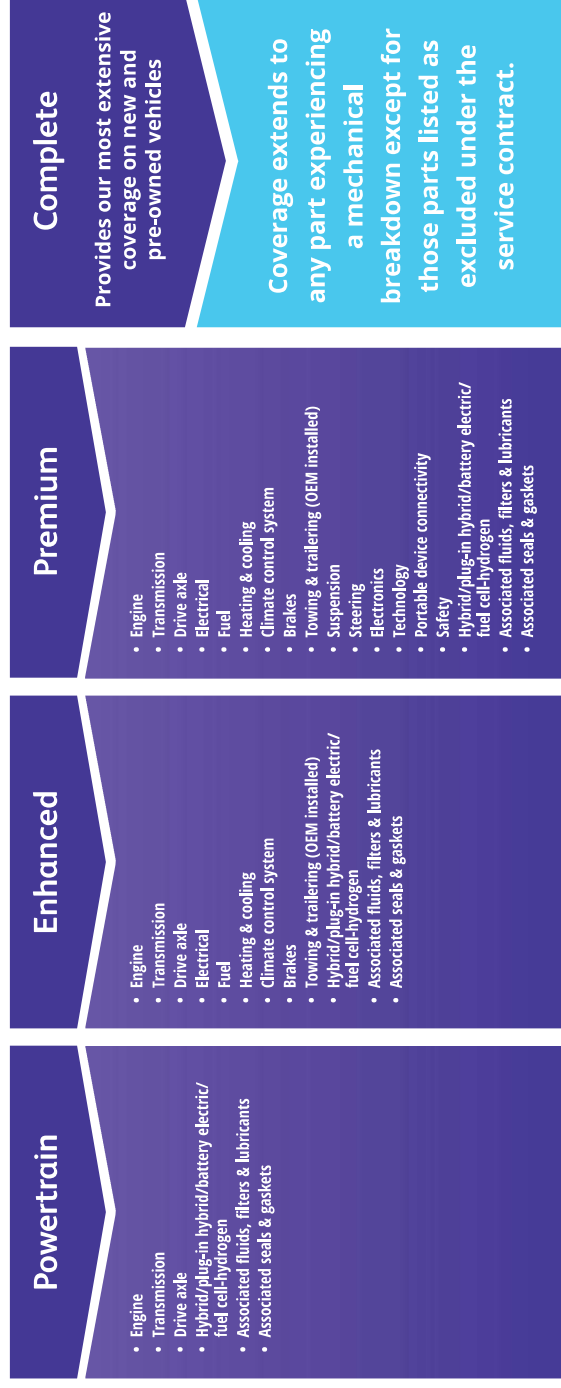 Powertrain
• Engine
• Transmission
• Drive axle
• Hybrid/plug-in hybrid/battery electric/
fuel cell-hydrogen
• Associated fluids, filters & lubricants
• Associated seals & gaskets
Enhanced
• Engine
• Transmission
• Drive axle
• Electrical
• Fuel
• Heating & cooling
• Climate control system
• Brakes
• Towing & trailering (OEM installed)
• Hybrid/plug-in hybrid/battery electric/
fuel cell-hydrogen
• Associated fluids, filters & lubricants
• Associated seals & gaskets
Premium
• Engine
• Transmission
• Drive axle
• Electrical
• Fuel
• Heating & cooling
• Climate control system
• Brakes
• Towing & trailering (OEM installed)
• Suspension
• Steering
• Electronics
• Technology
• Portable device connectivity
• Safety
• Hybrid/plug-in hybrid/battery electric/
fuel cell-hydrogen
• Associated fluids, filters & lubricants
• Associated seals & gaskets
Complete
Provides our most extensive
coverage on new and
pre-owned vehicles
Coverage extends to
any part experiencing
a mechanical
breakdown except for
those parts listed as
excluded under the
service contract.